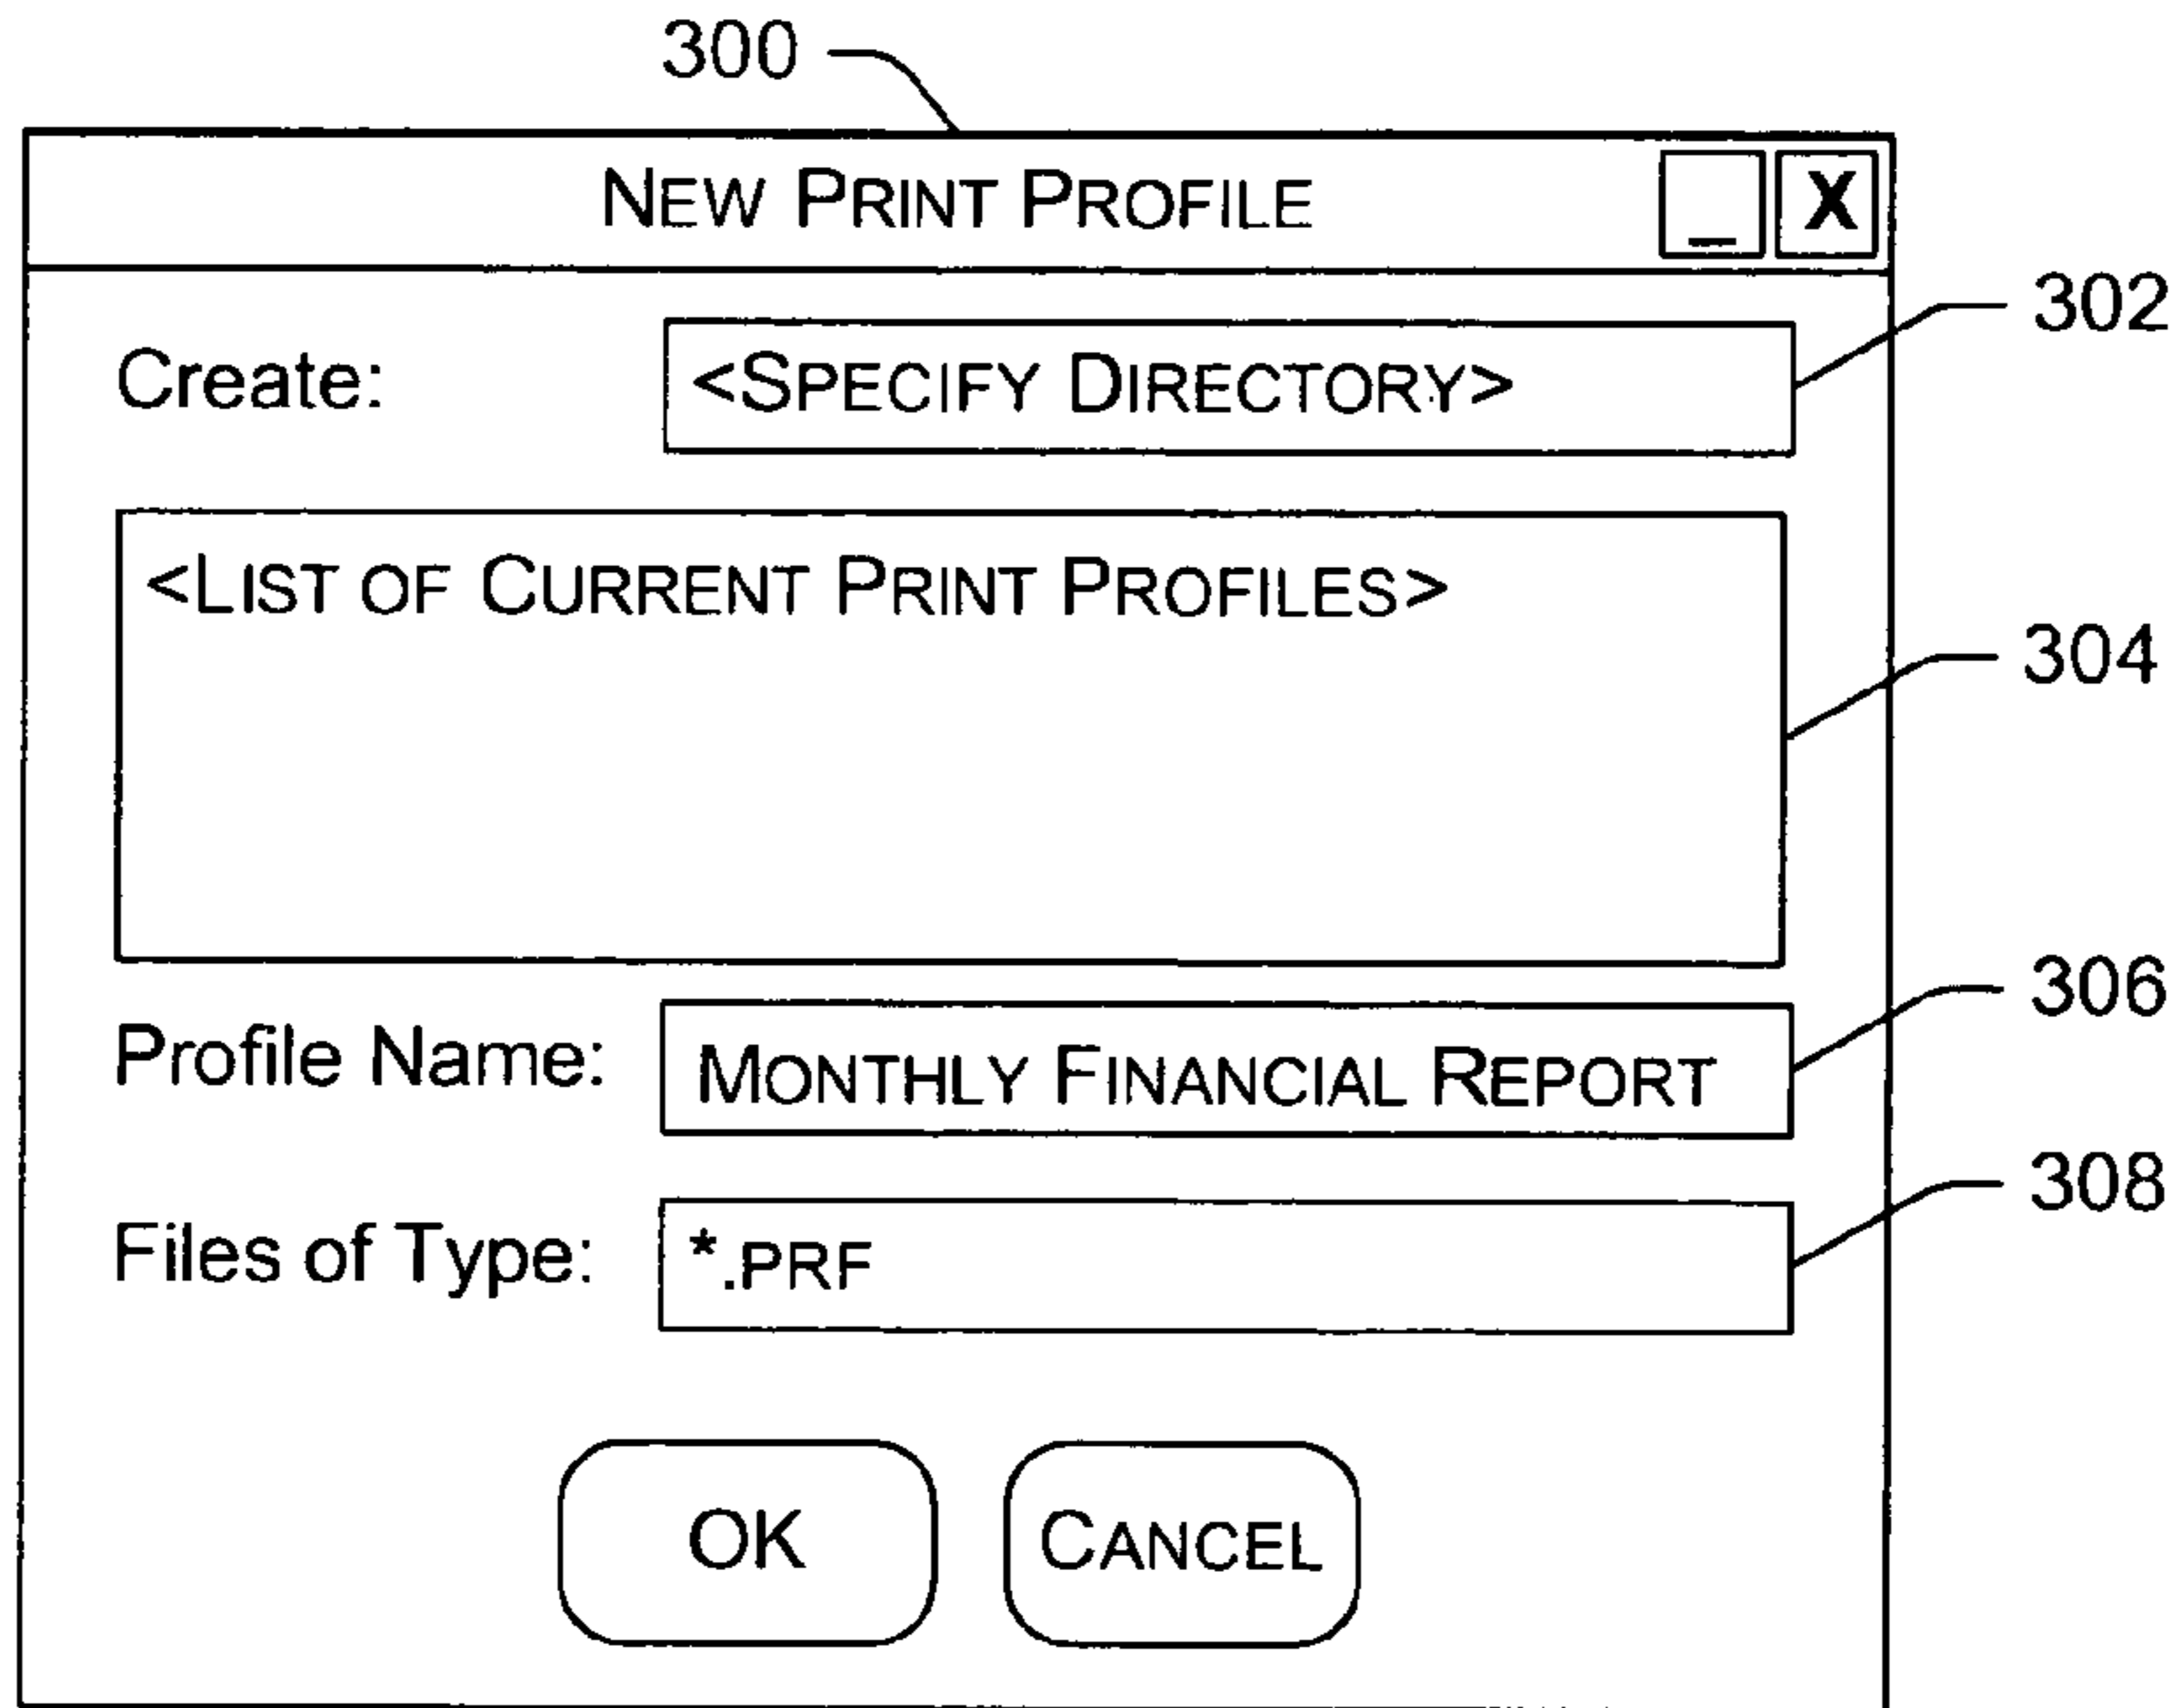 300
NEW PRINT PROFILE _ X
302
Create: <SPECIFY DIRECTORY>
<LIST OF CURRENT PRINT PROFILES>
304
306
Profile Name: MONTHLY FINANCIAL REPORT
308
Files of Type: *.PRF
OK CANCEL